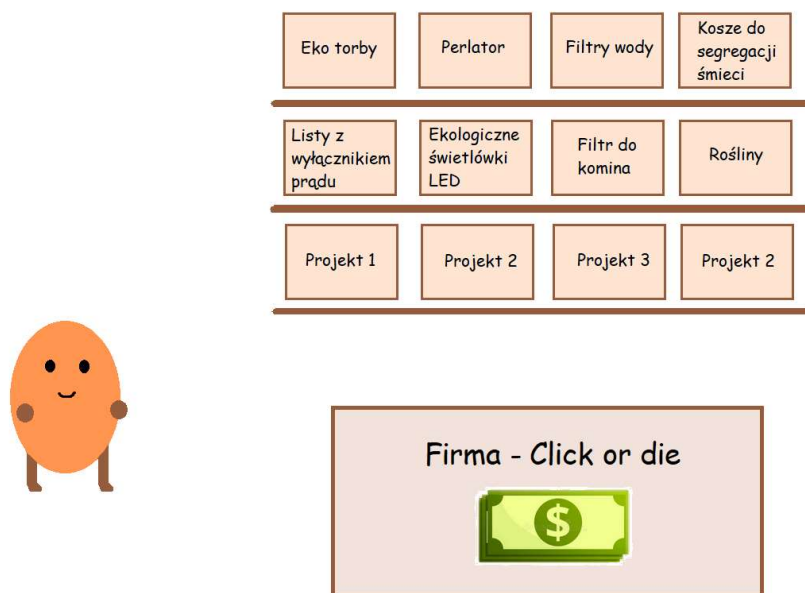 Eko torby
Perlator
Filtry wody
Kosze do
segregacji
śmieci
Listy z
wyłącznikiem
prądu
Ekologiczne
świetlówki
LED
Filtr do
komina
Rośliny
Projekt 1
Projekt 2
Projekt 3
Projekt 2
Firma - Click or die
$